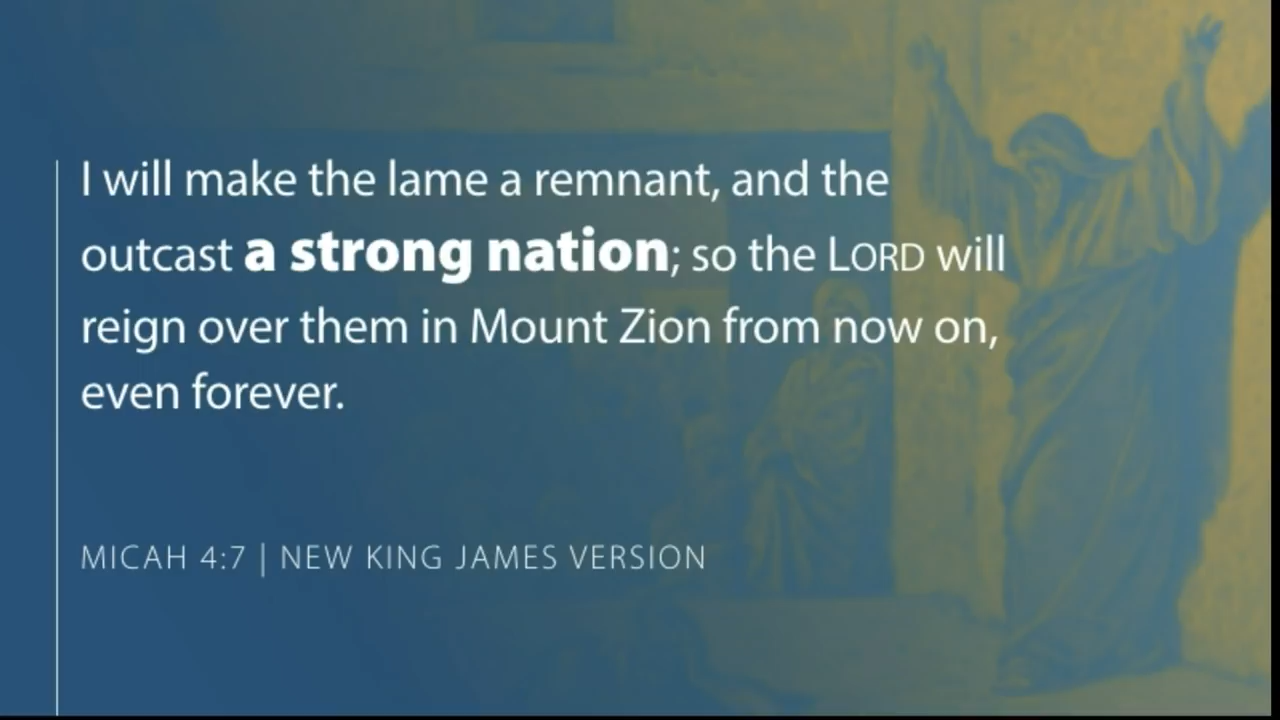 I will make the lame a remnant, and the
outcast a strong nation; so the LORD will
reign over them in Mount Zion from now on,
even forever.
MICAH 4:7 | NEW KING JAMES VERSION